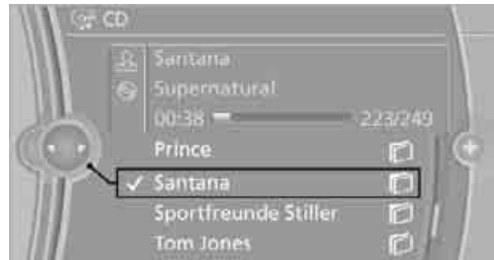 CD
Santana
Supernatural
00:38 223/249
Prince
Santana
Sportfreunde Stiller
Tom Jones